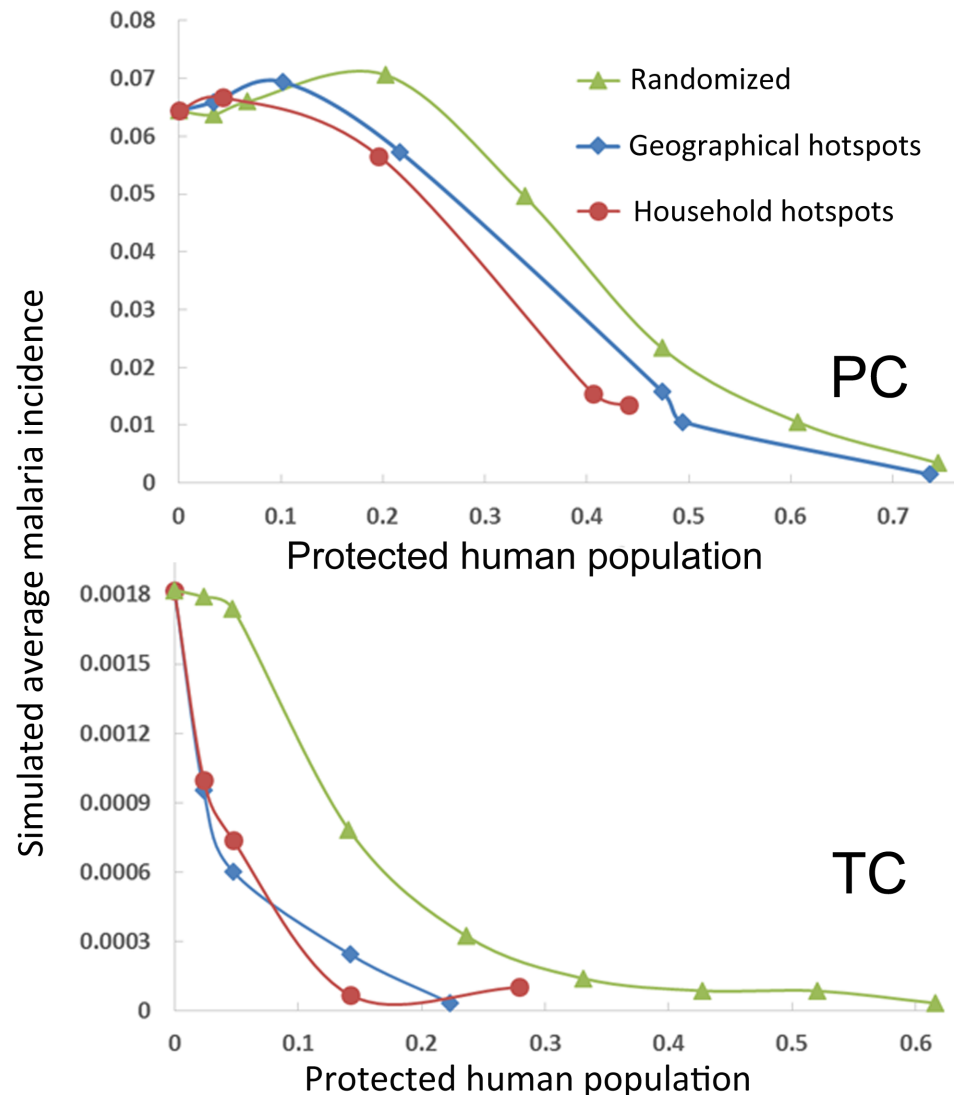 Simulated average malaria incidence
0.08
0.07
0.06
0.05
0.04
0.03
0.02
0.01
0
Randomized
Geographical hotspots
Household hotspots
PC
0 0.1 0.2 0.3 0.4 0.5 0.6 0.7
Protected human population
0.0018
0.0015
0.0012
0.0009
0.0006
0.0003
0
TC
0 0.1 0.2 0.3 0.4 0.5 0.6
Protected human population